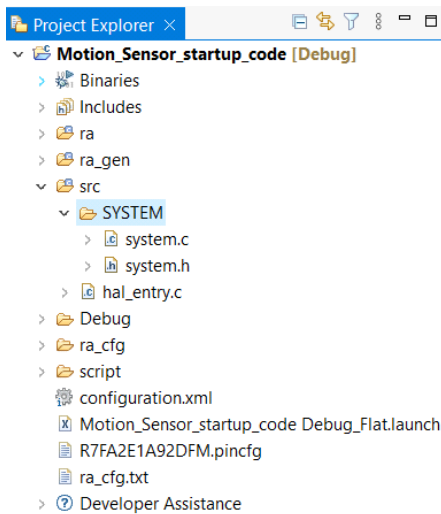 Project Explorer
Motion_Sensor_startup_code [Debug]
Binaries
Includes
ra
ra_gen
src
SYSTEM
system.c
system.h
hal_entry.c
Debug
ra_cfg
script
configuration.xml
Motion_Sensor_startup_code Debug_Flat.launch
R7FA2E1A92DFM.pincfg
ra_cfg.txt
Developer Assistance